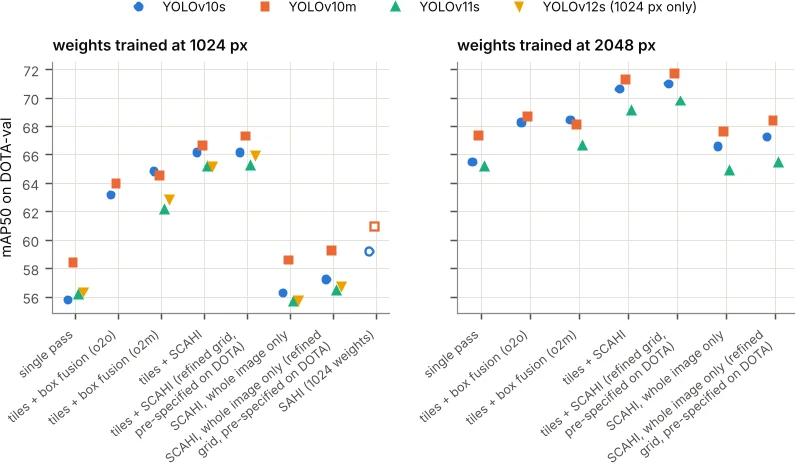 YOLOv10s YOLOv10m YOLOv11s YOLOv12s (1024 px only)
weights trained at 1024 px
mAP50 on DOTA-val
72
70
68
66
64
62
60
58
56
single pass
tiles + box fusion (o2o)
tiles + box fusion (o2m)
tiles + SCAHI
tiles + SCAHI (refined grid,
pre-specified on DOTA)
SCAHI, whole image only
SCAHI, whole image only (refined
grid, pre-specified on DOTA)
SAHI (1024 weights)
weights trained at 2048 px
single pass
tiles + box fusion (o2o)
tiles + box fusion (o2m)
tiles + SCAHI
tiles + SCAHI (refined grid,
pre-specified on DOTA)
SCAHI, whole image only
SCAHI, whole image only (refined
grid, pre-specified on DOTA)